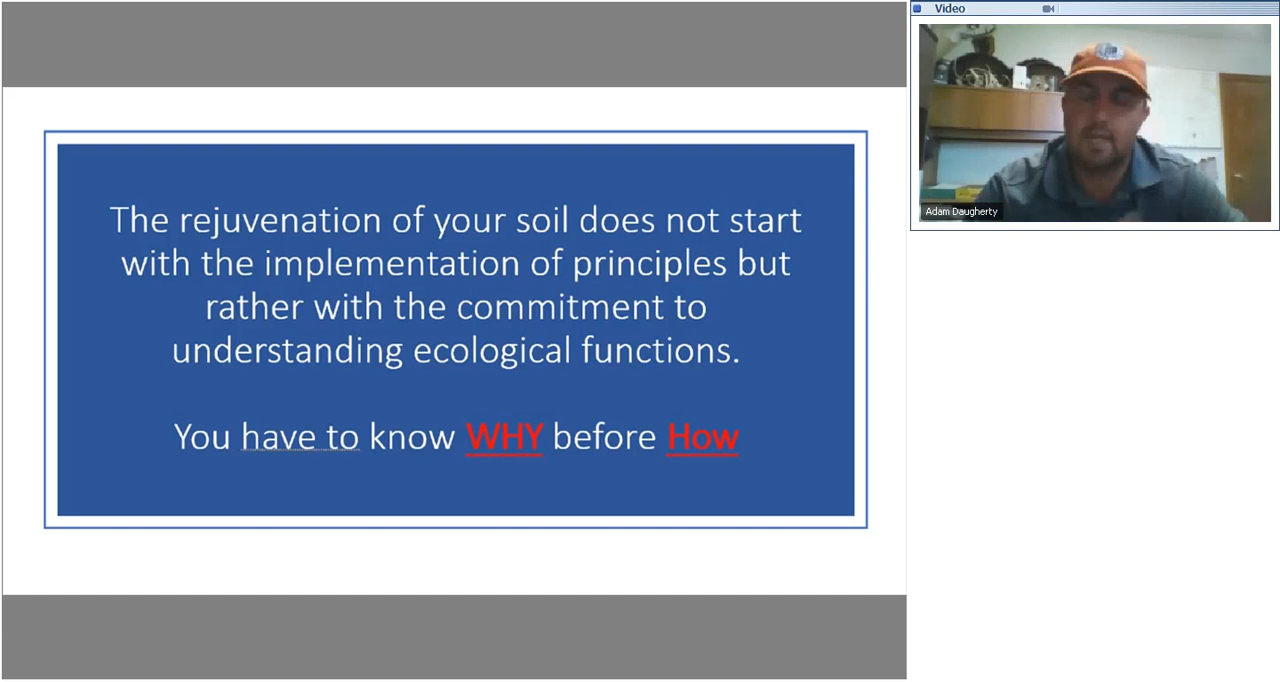 The rejuvenation of your soil does not start
with the implementation of principles but
rather with the commitment to
understanding ecological functions.
You have to know WHY before How
Video
Adam Daugherty